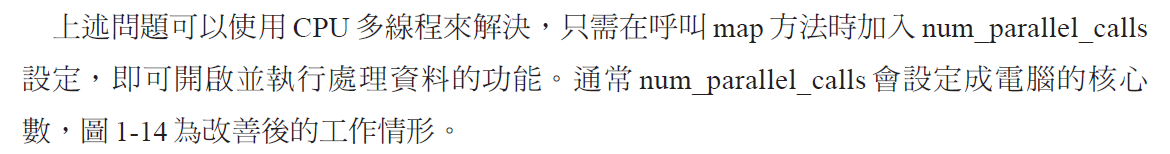 上述問題可以使用 CPU 多線程來解決，只需在呼叫 map 方法時加入 num_parallel_calls
設定，即可開啟並執行處理資料的功能。通常 num_parallel_calls 會設定成電腦的核心
數，圖 1-14 為改善後的工作情形。